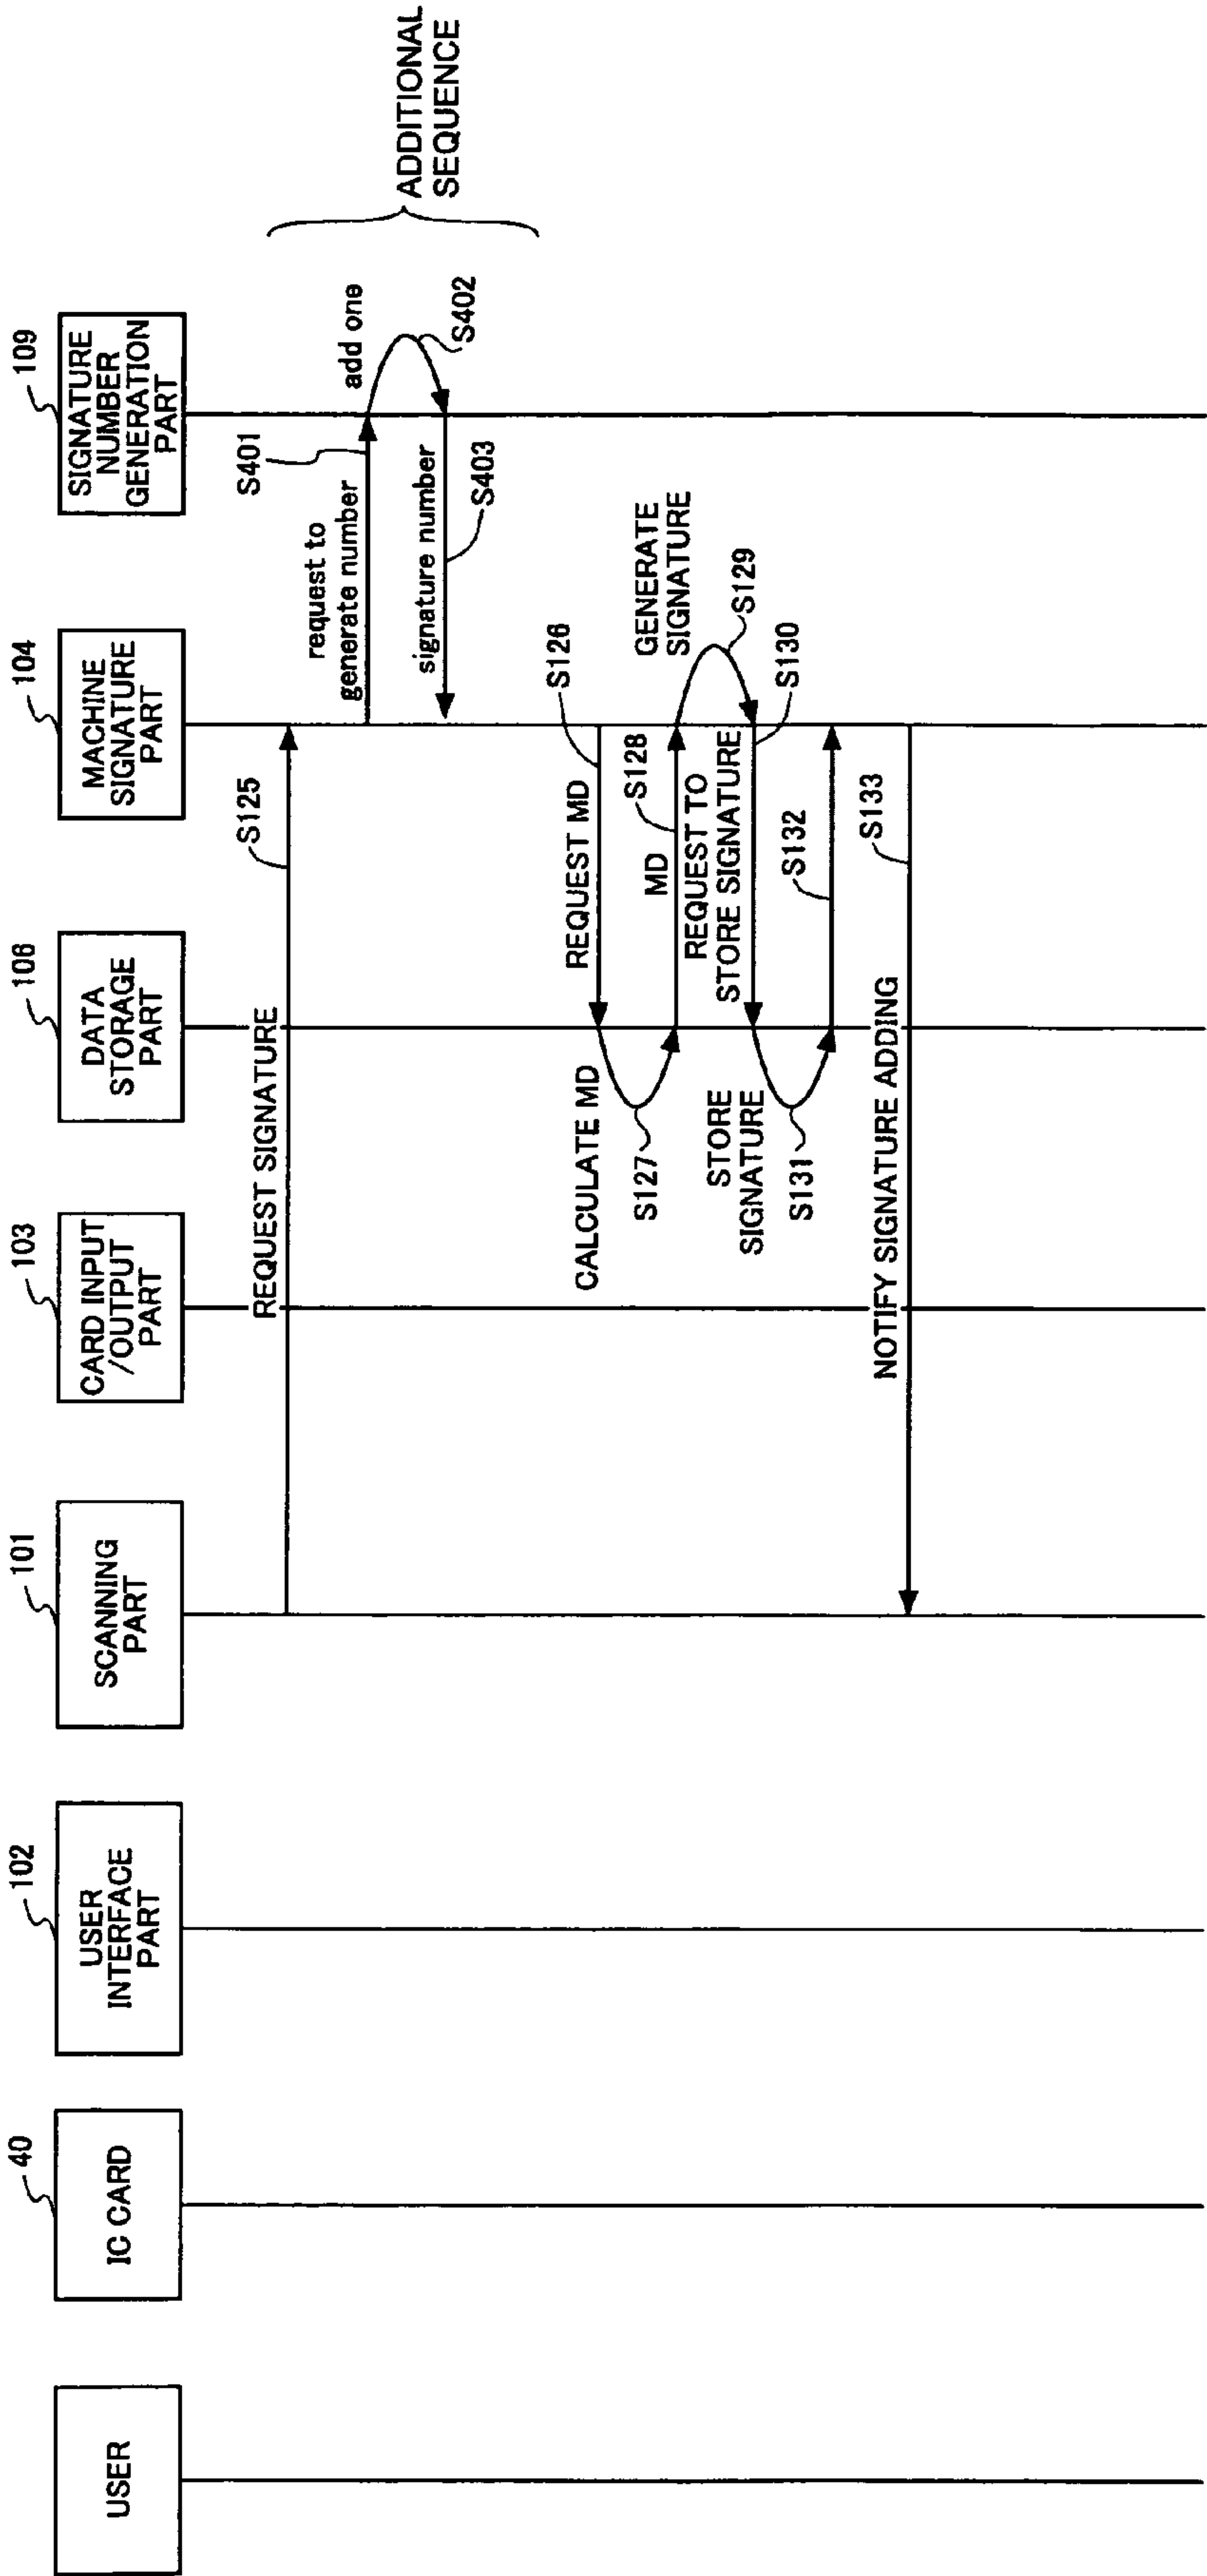 USER
40
IC CARD
102
USER
INTERFACE
PART
101
SCANNING
PART
103
CARD INPUT
/OUTPUT
PART
106
DATA
STORAGE
PART
104
MACHINE
SIGNATURE
PART
109
SIGNATURE
NUMBER
GENERATION
PART
REQUEST SIGNATURE
S125
request to
generate number
S401
add one
S402
signature number
S403
ADDITIONAL
SEQUENCE
REQUEST MD
S126
CALCULATE MD
S127
MD
S128
GENERATE
SIGNATURE
S129
REQUEST TO
STORE SIGNATURE
S130
STORE
SIGNATURE
S131
S132
NOTIFY SIGNATURE ADDING
S133